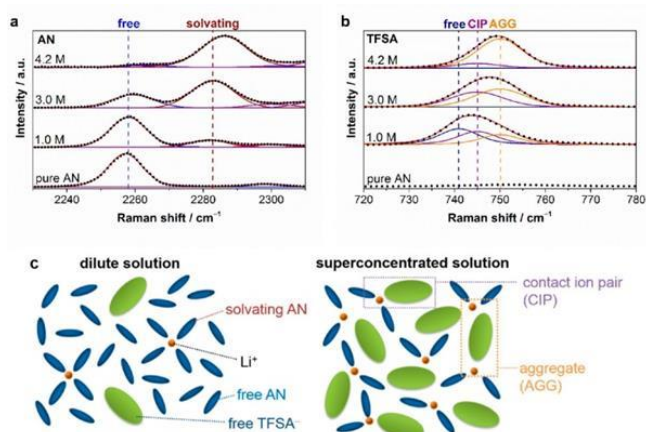 a
free
solvating
AN
4.2 M
3.0 M
1.0 M
pure AN
Intensity / a.u.
2240 2260 2280 2300
Raman shift / cm⁻¹
b
free CIP AGG
TFSA
4.2 M
3.0 M
1.0 M
pure AN
Intensity / a.u.
720 730 740 750 760 770 780
Raman shift / cm⁻¹
c
dilute solution
solvating AN
Li⁺
free AN
free TFSA⁻
superconcentrated solution
contact ion pair
(CIP)
aggregate
(AGG)